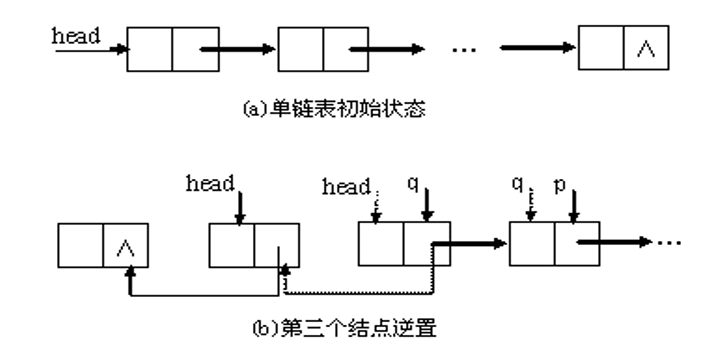 head
… ∧
(a)单链表初始状态
head head q q p
∧ …
(b)第三个结点逆置